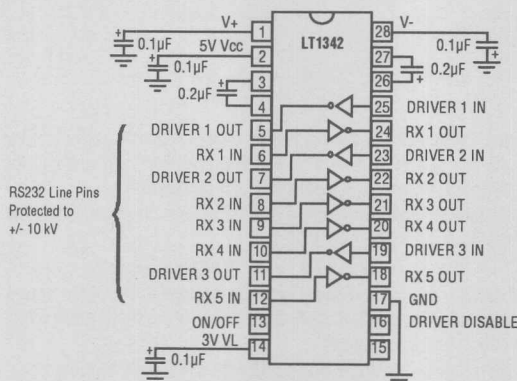 V+ 1 LT1342 28 V-
0.1µF 5V Vcc 2 27 0.1µF
0.1µF 3 26 0.2µF
0.2µF 4 25 DRIVER 1 IN
DRIVER 1 OUT 5 24 RX 1 OUT
RX 1 IN 6 23 DRIVER 2 IN
DRIVER 2 OUT 7 22 RX 2 OUT
RX 2 IN 8 21 RX 3 OUT
RX 3 IN 9 20 RX 4 OUT
RX 4 IN 10 19 DRIVER 3 IN
DRIVER 3 OUT 11 18 RX 5 OUT
RX 5 IN 12 17 GND
ON/OFF 13 16 DRIVER DISABLE
3V VL 14 15
0.1µF
RS232 Line Pins
Protected to
+/- 10 kV